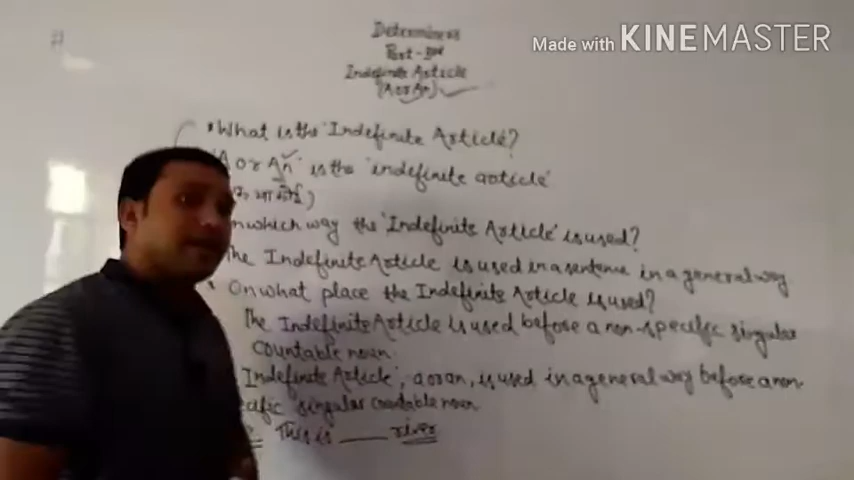 Made with KINEMASTER
Determiners
Part-
Indefinite Article
(A or An)
• What is the 'Indefinite Article?
'A or An' is the 'indefinite article'
which way the 'Indefinite Article' is used?
The Indefinite Article is used in a sentence in a general way
• On what place the Indefinite Article is used?
The Indefinite Article is used before a non-specific singular
countable noun.
Indefinite Article', a or an, is used in a general way before a non-
singular countable noun
This is ____ river